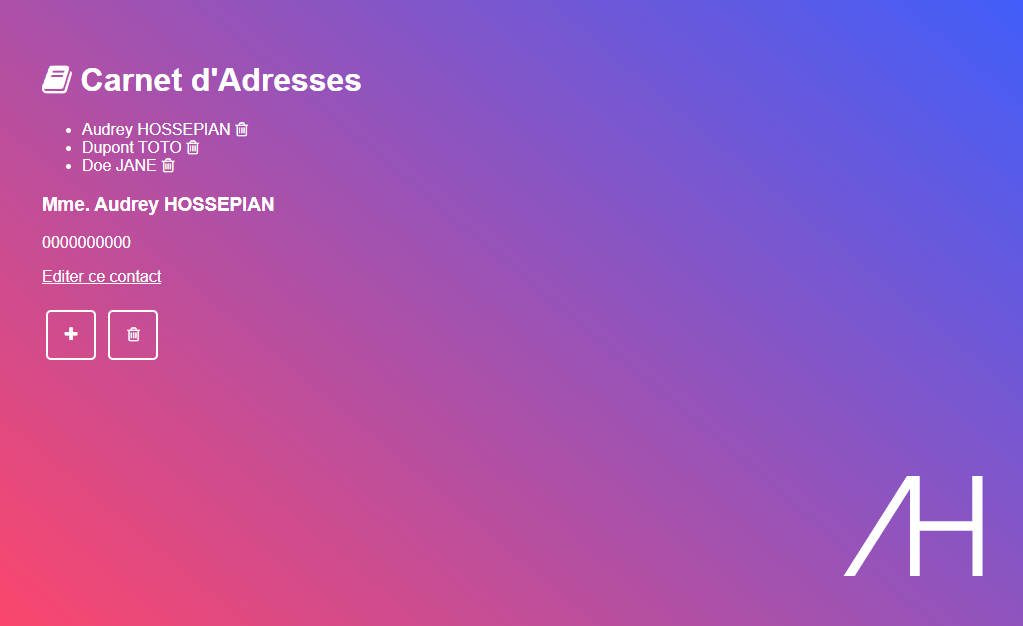 Carnet d'Adresses
Audrey HOSSEPIAN
Dupont TOTO
Doe JANE
Mme. Audrey HOSSEPIAN
0000000000
Editer ce contact
AH